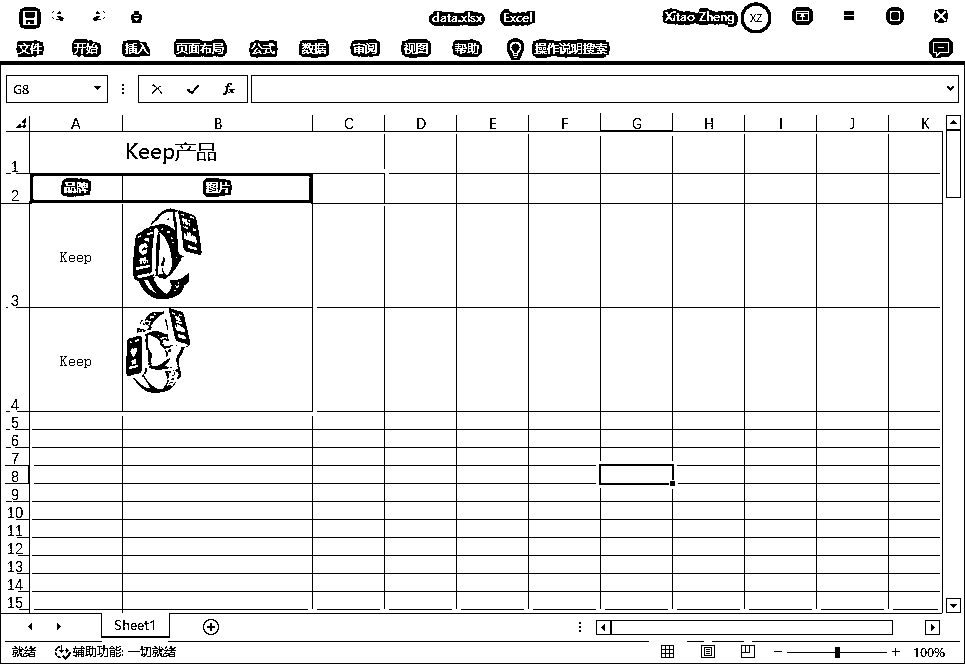 data.xlsx Excel Xitao Zheng XZ
文件 开始 插入 页面布局 公式 数据 审阅 视图 帮助 操作说明搜索
G8 fx
A B C D E F G H I J K
1 Keep产品
2 品牌 图片
3 Keep
4 Keep
5
6
7
8
9
10
11
12
13
14
15
Sheet1
就绪 辅助功能: 一切就绪 100%